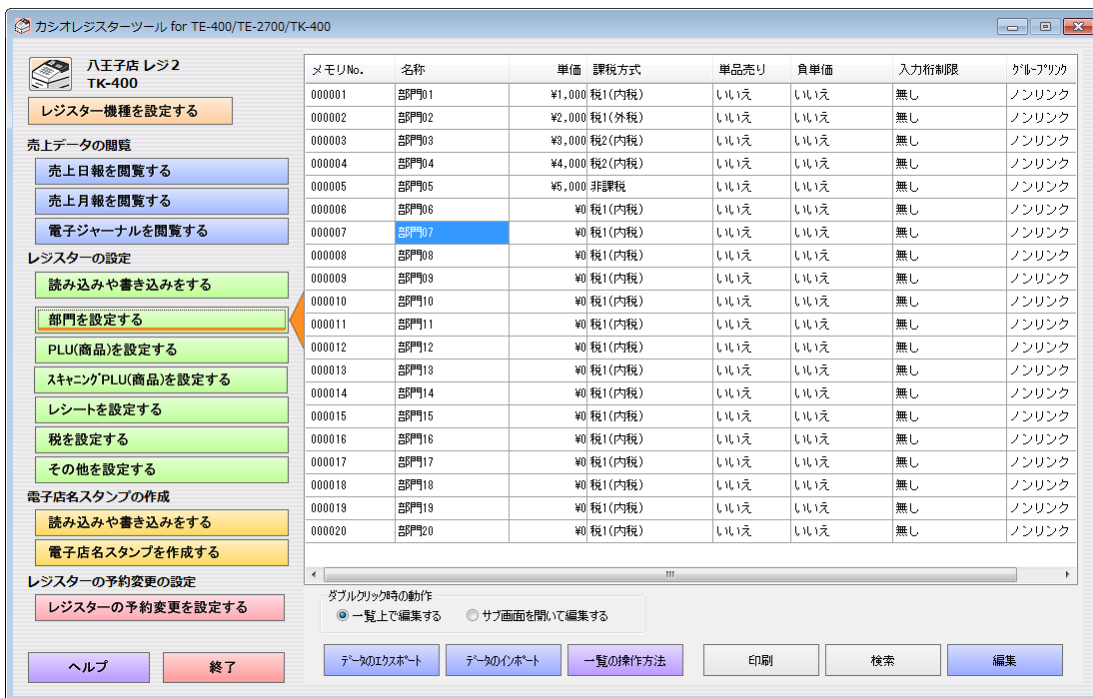 カシオレジスターツール for TE-400/TE-2700/TK-400
八王子店 レジ2
TK-400
レジスター機種を設定する
売上データの閲覧
売上日報を閲覧する
売上月報を閲覧する
電子ジャーナルを閲覧する
レジスターの設定
読み込みや書き込みをする
部門を設定する
PLU(商品)を設定する
スキャニングPLU(商品)を設定する
レシートを設定する
税を設定する
その他を設定する
電子店名スタンプの作成
読み込みや書き込みをする
電子店名スタンプを作成する
レジスターの予約変更の設定
レジスターの予約変更を設定する
ヘルプ 終了
メモリNo. 名称 単価 課税方式 単品売り 負単価 入力桁制限 グループリンク
000001 部門01 ¥1,000 税1(内税) いいえ いいえ 無し ノンリンク
000002 部門02 ¥2,000 税1(外税) いいえ いいえ 無し ノンリンク
000003 部門03 ¥3,000 税2(内税) いいえ いいえ 無し ノンリンク
000004 部門04 ¥4,000 税2(内税) いいえ いいえ 無し ノンリンク
000005 部門05 ¥5,000 非課税 いいえ いいえ 無し ノンリンク
000006 部門06 ¥0 税1(内税) いいえ いいえ 無し ノンリンク
000007 部門07 ¥0 税1(内税) いいえ いいえ 無し ノンリンク
000008 部門08 ¥0 税1(内税) いいえ いいえ 無し ノンリンク
000009 部門09 ¥0 税1(内税) いいえ いいえ 無し ノンリンク
000010 部門10 ¥0 税1(内税) いいえ いいえ 無し ノンリンク
000011 部門11 ¥0 税1(内税) いいえ いいえ 無し ノンリンク
000012 部門12 ¥0 税1(内税) いいえ いいえ 無し ノンリンク
000013 部門13 ¥0 税1(内税) いいえ いいえ 無し ノンリンク
000014 部門14 ¥0 税1(内税) いいえ いいえ 無し ノンリンク
000015 部門15 ¥0 税1(内税) いいえ いいえ 無し ノンリンク
000016 部門16 ¥0 税1(内税) いいえ いいえ 無し ノンリンク
000017 部門17 ¥0 税1(内税) いいえ いいえ 無し ノンリンク
000018 部門18 ¥0 税1(内税) いいえ いいえ 無し ノンリンク
000019 部門19 ¥0 税1(内税) いいえ いいえ 無し ノンリンク
000020 部門20 ¥0 税1(内税) いいえ いいえ 無し ノンリンク
ダブルクリック時の動作
一覧上で編集する サブ画面を開いて編集する
データのエクスポート データのインポート 一覧の操作方法 印刷 検索 編集